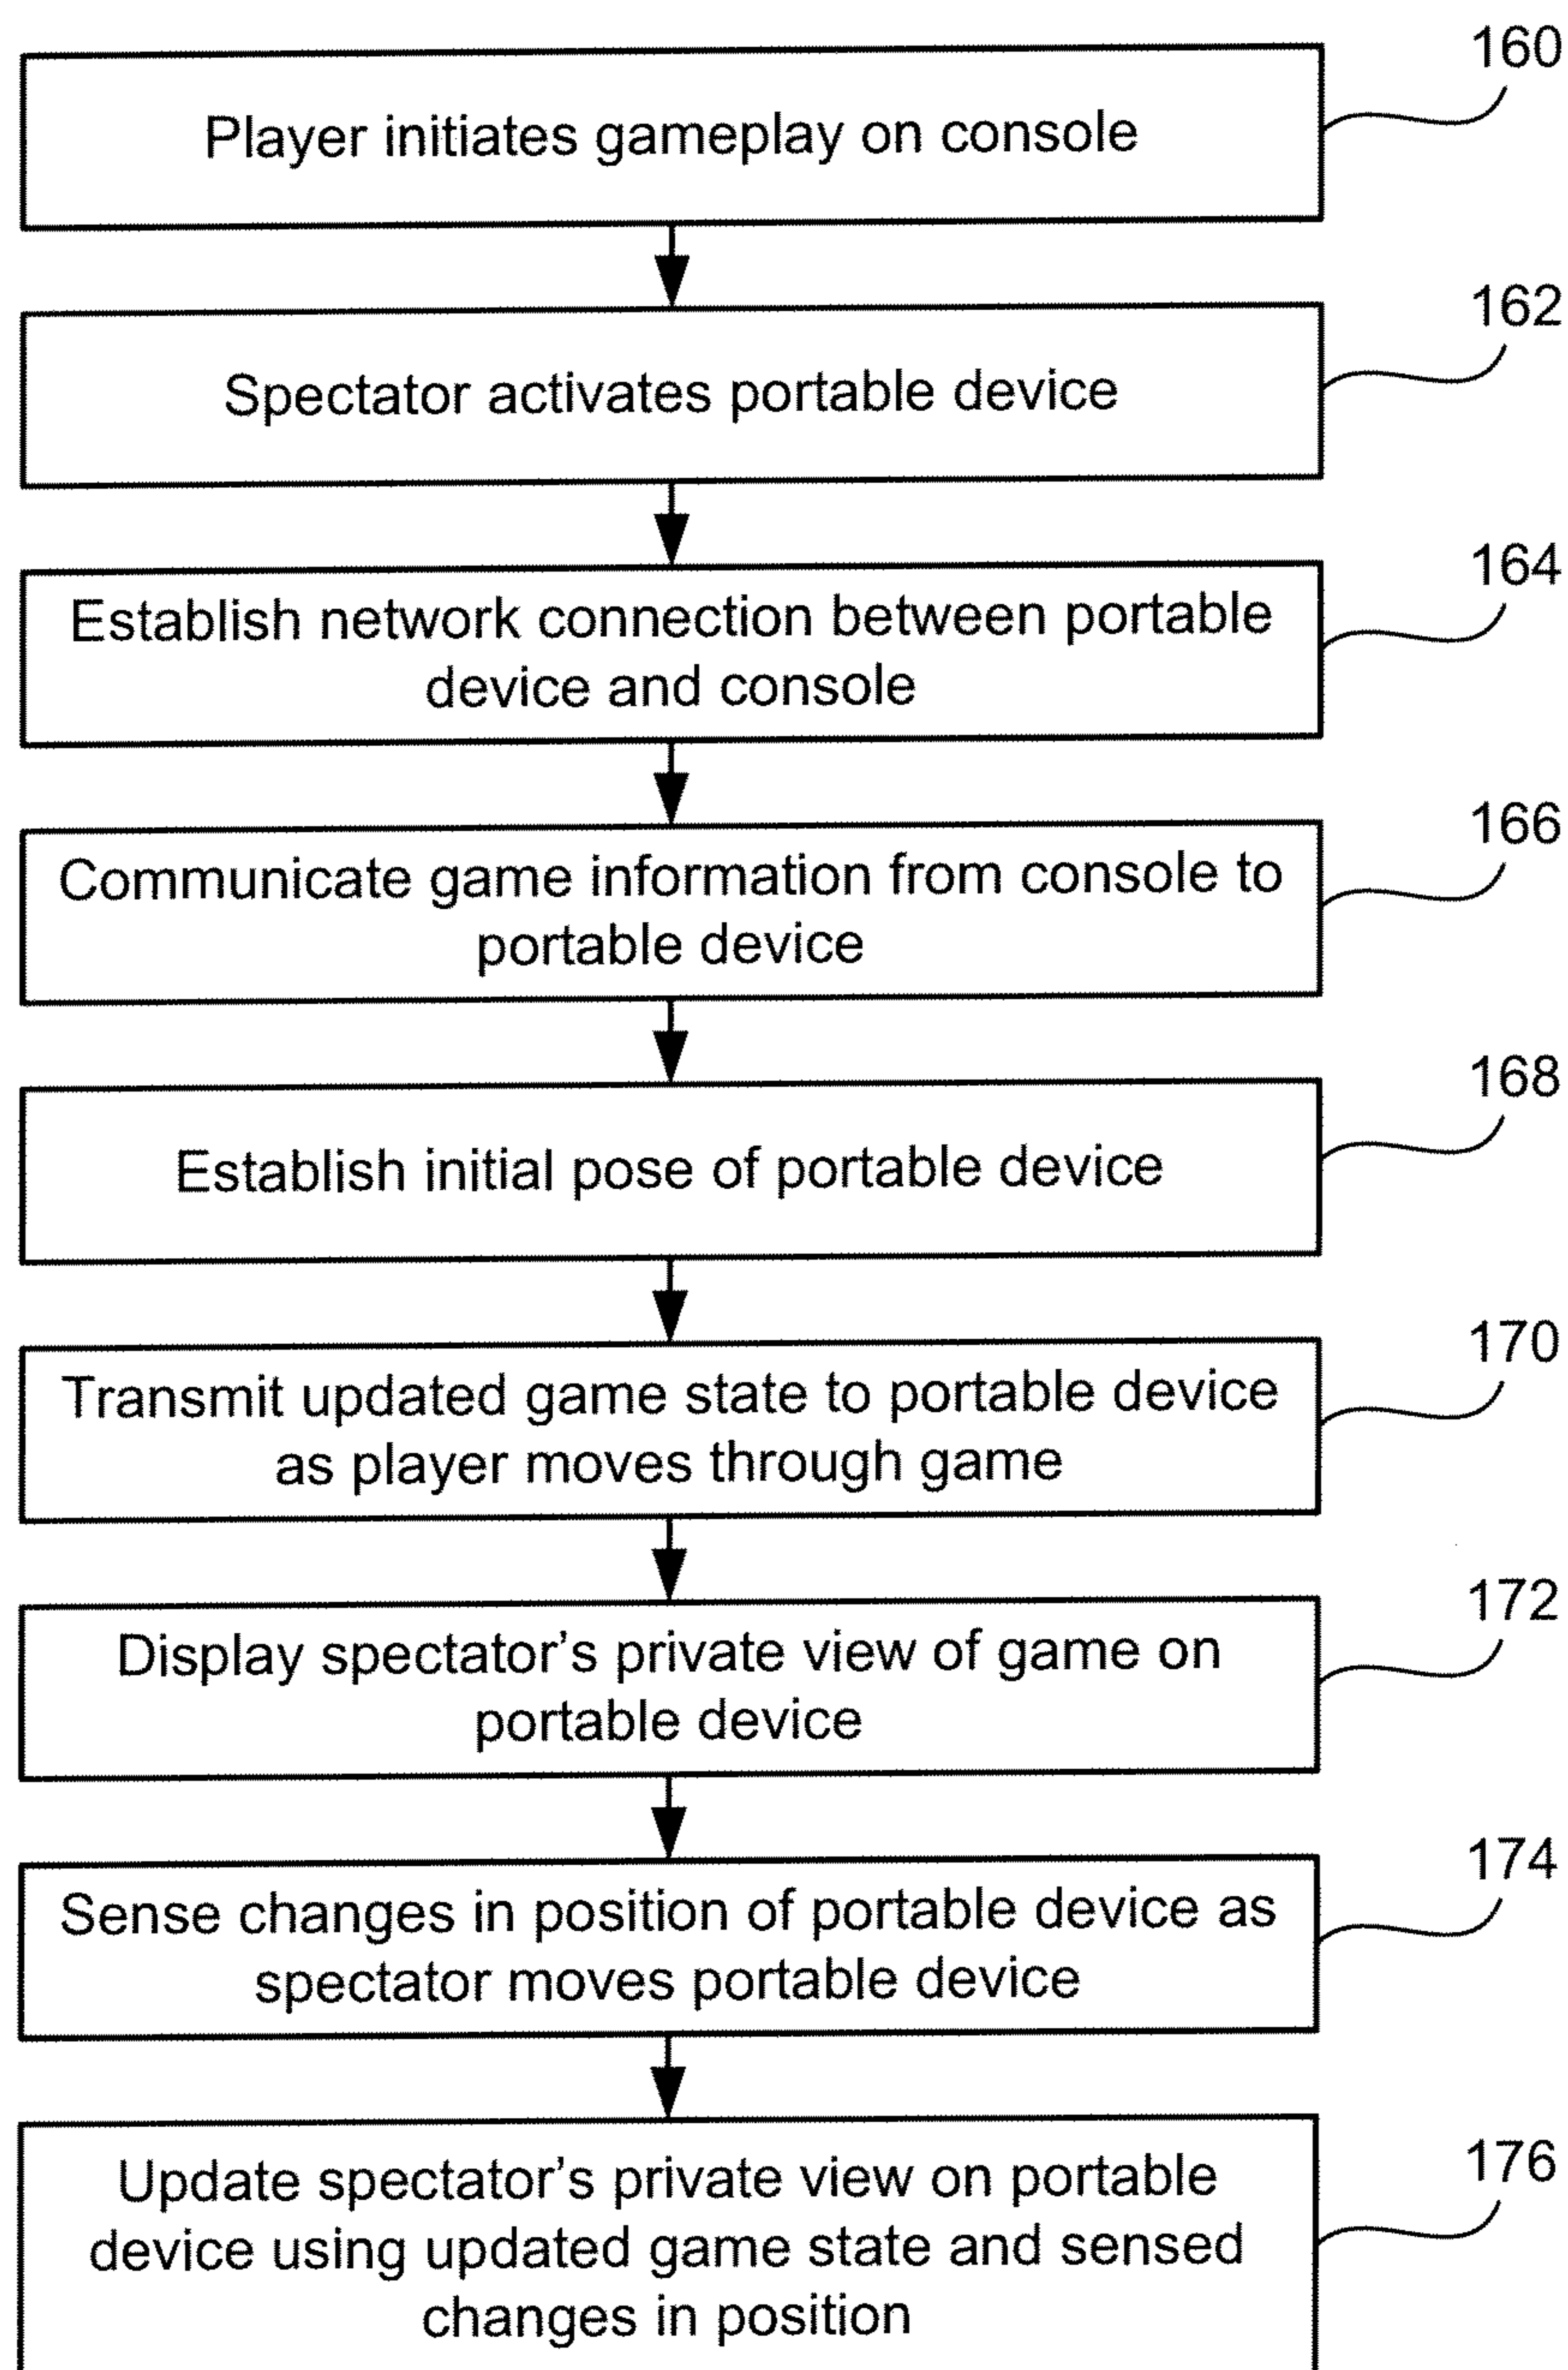 160
Player initiates gameplay on console
162
Spectator activates portable device
164
Establish network connection between portable
device and console
166
Communicate game information from console to
portable device
168
Establish initial pose of portable device
170
Transmit updated game state to portable device
as player moves through game
172
Display spectator’s private view of game on
portable device
174
Sense changes in position of portable device as
spectator moves portable device
176
Update spectator’s private view on portable
device using updated game state and sensed
changes in position